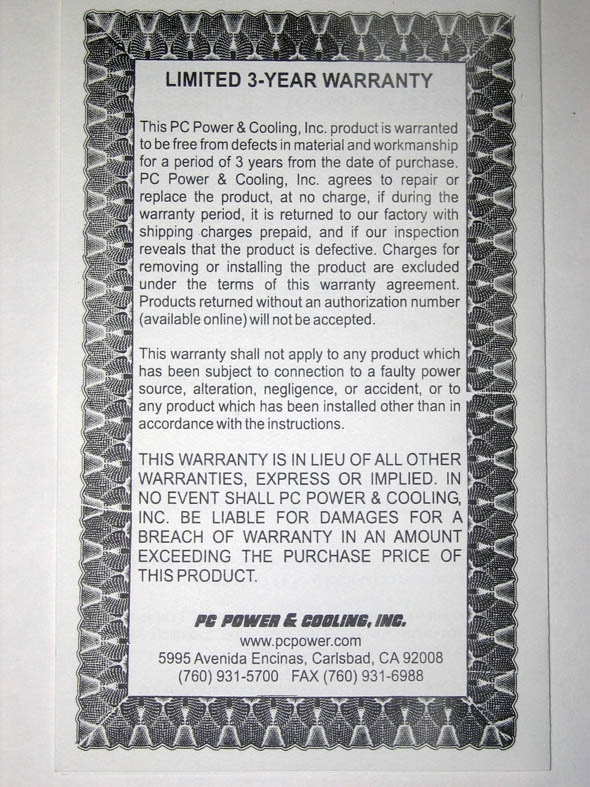 LIMITED 3-YEAR WARRANTY
This PC Power & Cooling, Inc. product is warranted
to be free from defects in material and workmanship
for a period of 3 years from the date of purchase.
PC Power & Cooling, Inc. agrees to repair or
replace the product, at no charge, if during the
warranty period, it is returned to our factory with
shipping charges prepaid, and if our inspection
reveals that the product is defective. Charges for
removing or installing the product are excluded
under the terms of this warranty agreement.
Products returned without an authorization number
(available online) will not be accepted.
This warranty shall not apply to any product which
has been subject to connection to a faulty power
source, alteration, negligence, or accident, or to
any product which has been installed other than in
accordance with the instructions.
THIS WARRANTY IS IN LIEU OF ALL OTHER
WARRANTIES, EXPRESS OR IMPLIED. IN
NO EVENT SHALL PC POWER & COOLING,
INC. BE LIABLE FOR DAMAGES FOR A
BREACH OF WARRANTY IN AN AMOUNT
EXCEEDING THE PURCHASE PRICE OF
THIS PRODUCT.
PC POWER & COOLING, INC.
www.pcpower.com
5995 Avenida Encinas, Carlsbad, CA 92008
(760) 931-5700 FAX (760) 931-6988